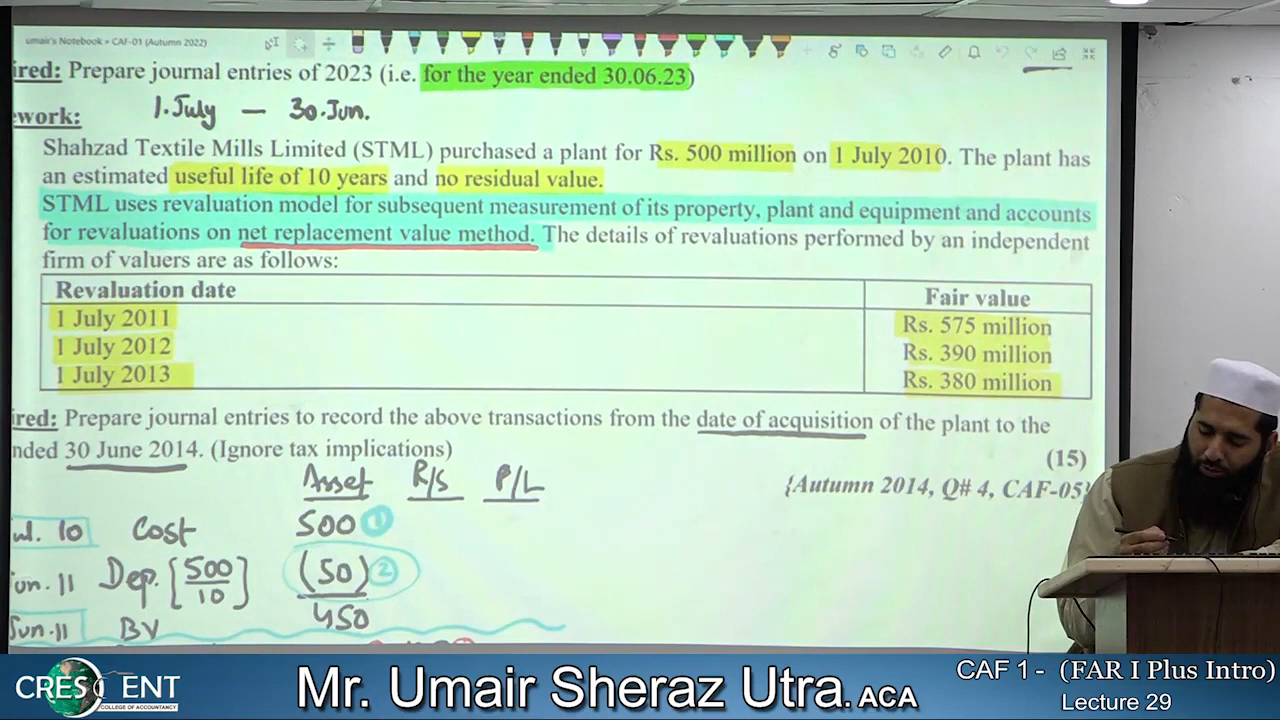 umair's Notebook » CAF-01 (Autumn 2022)
ired: Prepare journal entries of 2023 (i.e. for the year ended 30.06.23)
ework: 1.July — 30.Jun.
Shahzad Textile Mills Limited (STML) purchased a plant for Rs. 500 million on 1 July 2010. The plant has
an estimated useful life of 10 years and no residual value.
STML uses revaluation model for subsequent measurement of its property, plant and equipment and accounts
for revaluations on net replacement value method. The details of revaluations performed by an independent
firm of valuers are as follows:
Revaluation date Fair value
1 July 2011 Rs. 575 million
1 July 2012 Rs. 390 million
1 July 2013 Rs. 380 million
ired: Prepare journal entries to record the above transactions from the date of acquisition of the plant to the
nded 30 June 2014. (Ignore tax implications) (15)
{Autumn 2014, Q# 4, CAF-05}
Asset R/S P/L
ul. 10 Cost 500 1
un. 11 Dep. [500/10] (50) 2
Jun. 11 BV 450
CRESCENT
COLLEGE OF ACCOUNTANCY
Mr. Umair Sheraz Utra. ACA
CAF 1 - (FAR I Plus Intro)
Lecture 29